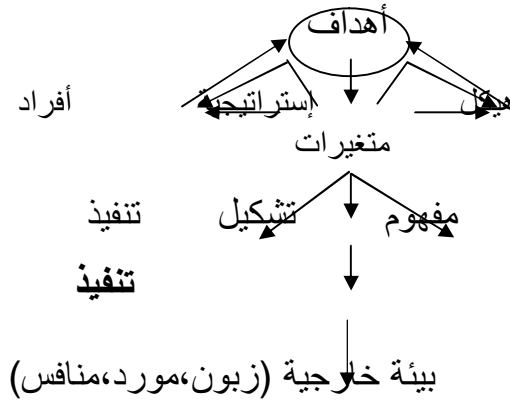 أهداف
هيكل إستراتيجية أفراد
متغيرات
مفهوم تشكيل تنفيذ
تنفيذ
بيئة خارجية (زبون،مورد،منافس)